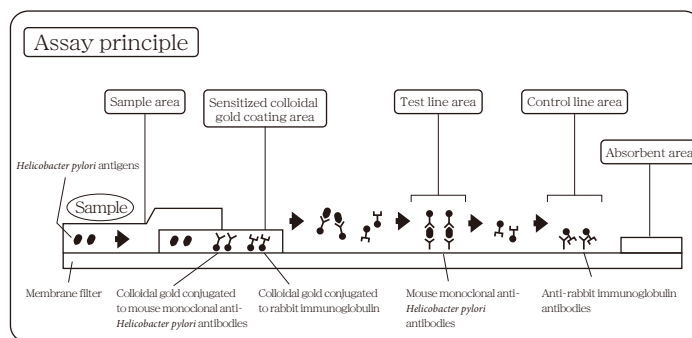 Assay principle
Sample area
Sensitized colloidal
gold coating area
Test line area
Control line area
Absorbent area
Helicobacter pylori antigens
Sample
Membrane filter
Colloidal gold conjugated
to mouse monoclonal anti-
Helicobacter pylori antibodies
Colloidal gold conjugated
to rabbit immunoglobulin
Mouse monoclonal anti-
Helicobacter pylori
antibodies
Anti-rabbit immunoglobulin
antibodies